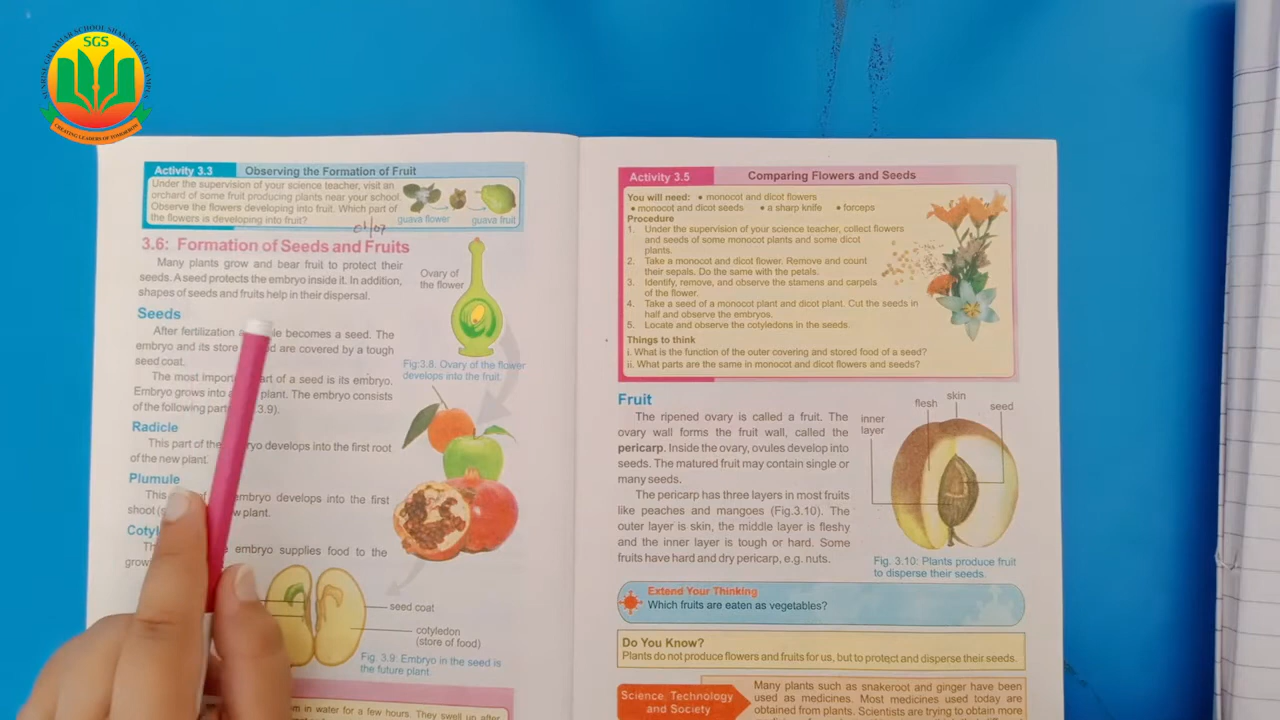 SUNRISE GRAMMAR SCHOOL SHAKARGARH CAMPUS
SGS
CREATING LEADERS OF TOMORROW
Activity 3.3 Observing the Formation of Fruit
Under the supervision of your science teacher, visit an
orchard of some fruit producing plants near your school.
Observe the flowers developing into fruit. Which part of
the flowers is developing into fruit?
guava flower guava fruit
01/07
3.6: Formation of Seeds and Fruits
Many plants grow and bear fruit to protect their
seeds. A seed protects the embryo inside it. In addition,
shapes of seeds and fruits help in their dispersal.
Ovary of
the flower
Seeds
After fertilization becomes a seed. The
embryo and its store are covered by a tough
seed coat.
Fig:3.8. Ovary of the flower
develops into the fruit.
The most part of a seed is its embryo.
Embryo grows into plant. The embryo consists
of the following 3.9).
Radicle
This part of the develops into the first root
of the new plant.
Plumule
This embryo develops into the first
shoot plant.
embryo supplies food to the
seed coat
cotyledon
(store of food)
Fig. 3.9: Embryo in the seed is
the future plant.
in water for a few hours. They swell up after
Activity 3.5 Comparing Flowers and Seeds
You will need: • monocot and dicot flowers
• monocot and dicot seeds • a sharp knife • forceps
Procedure
1. Under the supervision of your science teacher, collect flowers
and seeds of some monocot plants and some dicot
plants.
2. Take a monocot and dicot flower. Remove and count
their sepals. Do the same with the petals.
3. Identify, remove, and observe the stamens and carpels
of the flower.
4. Take a seed of a monocot plant and dicot plant. Cut the seeds in
half and observe the embryos.
5. Locate and observe the cotyledons in the seeds.
Things to think
i. What is the function of the outer covering and stored food of a seed?
ii. What parts are the same in monocot and dicot flowers and seeds?
Fruit
The ripened ovary is called a fruit. The
ovary wall forms the fruit wall, called the
pericarp. Inside the ovary, ovules develop into
seeds. The matured fruit may contain single or
many seeds.
The pericarp has three layers in most fruits
like peaches and mangoes (Fig.3.10). The
outer layer is skin, the middle layer is fleshy
and the inner layer is tough or hard. Some
fruits have hard and dry pericarp, e.g. nuts.
inner
layer
flesh
skin
seed
Fig. 3.10: Plants produce fruit
to disperse their seeds.
Extend Your Thinking
Which fruits are eaten as vegetables?
Do You Know?
Plants do not produce flowers and fruits for us, but to protect and disperse their seeds.
Science, Technology
and Society
Many plants such as snakeroot and ginger have been
used as medicines. Most medicines used today are
obtained from plants. Scientists are trying to obtain more